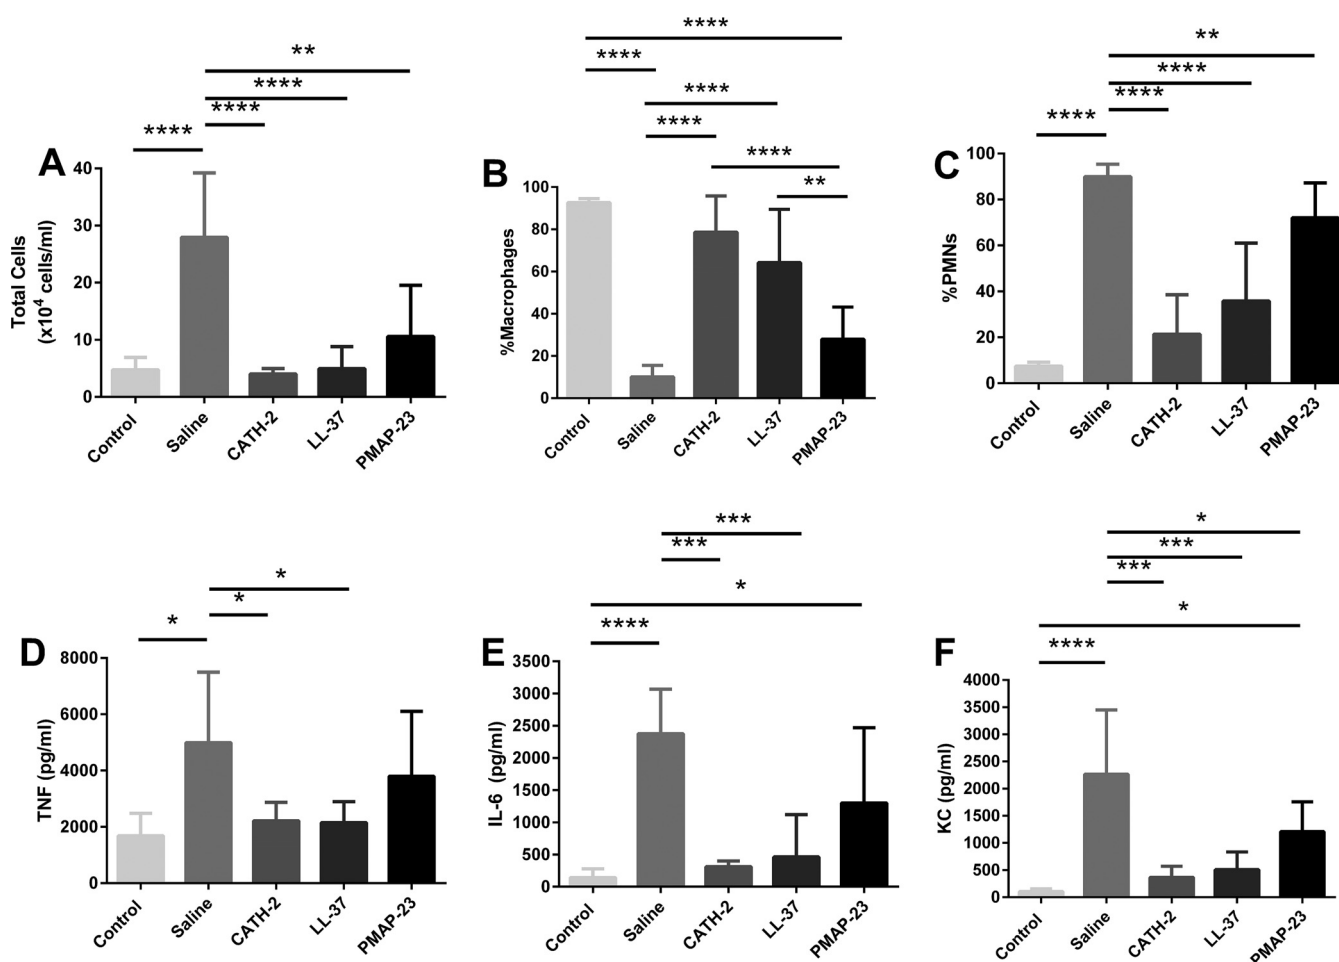 **
****
****
****
A
Total Cells
(x10⁴ cells/ml)
40
30
20
10
0
Control
Saline
CATH-2
LL-37
PMAP-23
****
****
****
****
****
**
B
%Macrophages
100
80
60
40
20
0
Control
Saline
CATH-2
LL-37
PMAP-23
**
****
****
****
C
%PMNs
100
80
60
40
20
0
Control
Saline
CATH-2
LL-37
PMAP-23
*
*
*
D
TNF (pg/ml)
8000
6000
4000
2000
0
Control
Saline
CATH-2
LL-37
PMAP-23
***
***
*
****
E
IL-6 (pg/ml)
3500
3000
2500
2000
1500
1000
500
0
Control
Saline
CATH-2
LL-37
PMAP-23
*
***
***
*
****
F
KC (pg/ml)
4000
3500
3000
2500
2000
1500
1000
500
0
Control
Saline
CATH-2
LL-37
PMAP-23